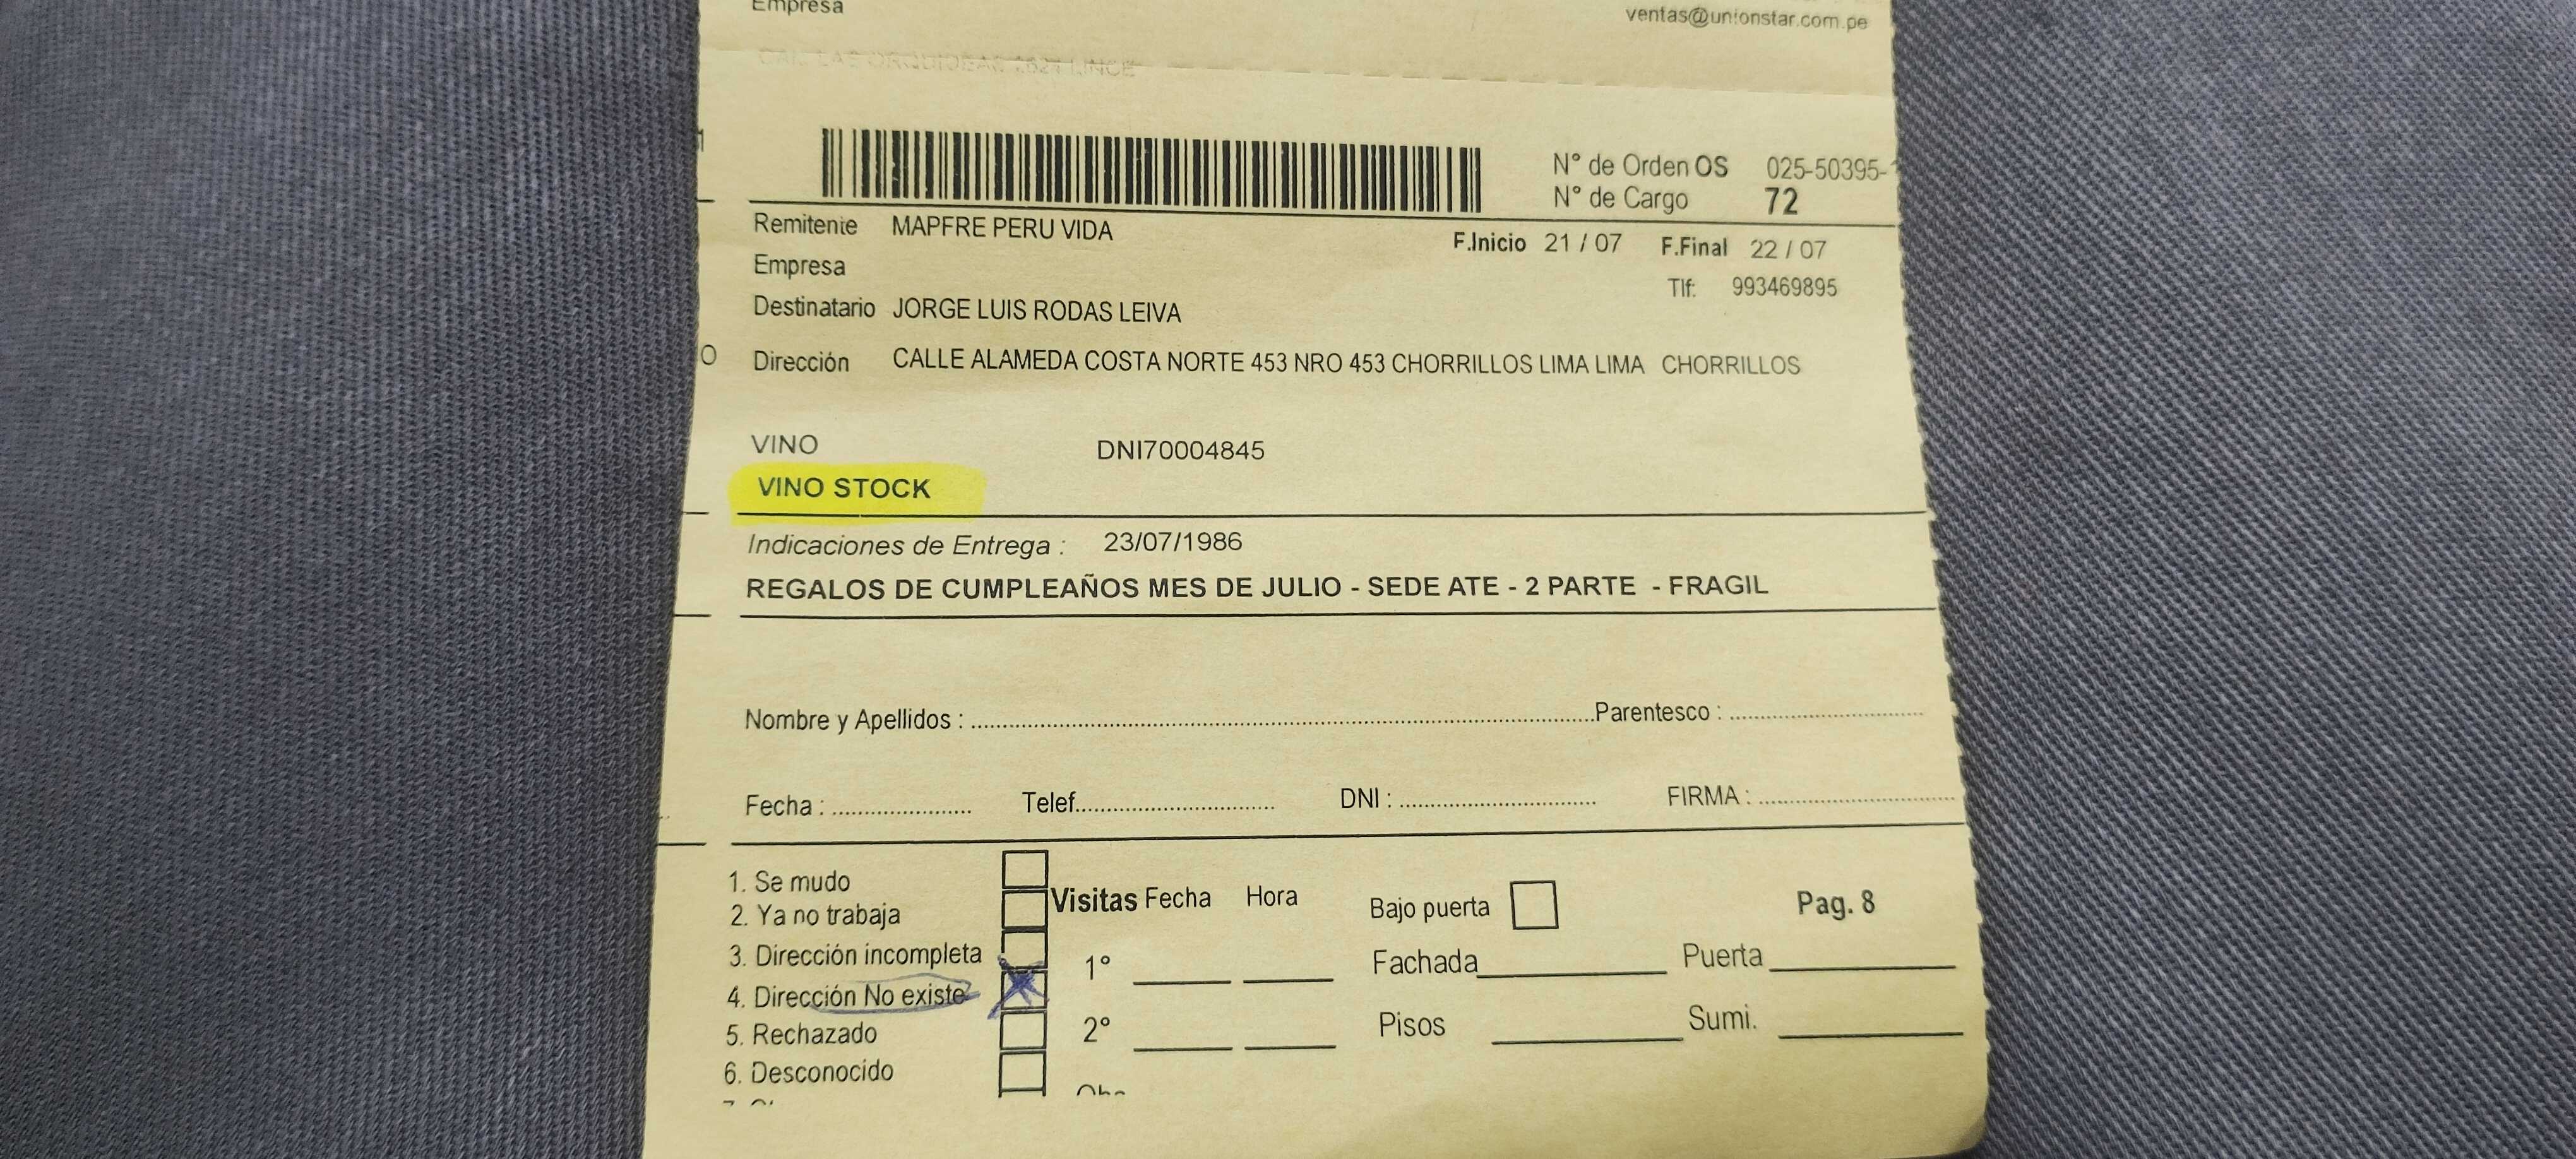 Empresa
ventas@unionstar.com.pe
CAL. LAS ORQUIDEAS LINCE
N° de Orden OS 025-50395-
N° de Cargo 72
Remitente MAPFRE PERU VIDA
F.Inicio 21 / 07 F.Final 22 / 07
Empresa
Tlf: 993469895
Destinatario JORGE LUIS RODAS LEIVA
O
Dirección CALLE ALAMEDA COSTA NORTE 453 NRO 453 CHORRILLOS LIMA LIMA CHORRILLOS
VINO DNI70004845
VINO STOCK
Indicaciones de Entrega : 23/07/1986
REGALOS DE CUMPLEAÑOS MES DE JULIO - SEDE ATE - 2 PARTE - FRAGIL
Nombre y Apellidos : Parentesco :
Fecha : Telef. DNI : FIRMA :
1. Se mudo
2. Ya no trabaja
3. Dirección incompleta
4. Dirección No existe
5. Rechazado
6. Desconocido
Visitas Fecha Hora
1°
2°
Bajo puerta
Pag. 8
Fachada Puerta
Pisos Sumi.